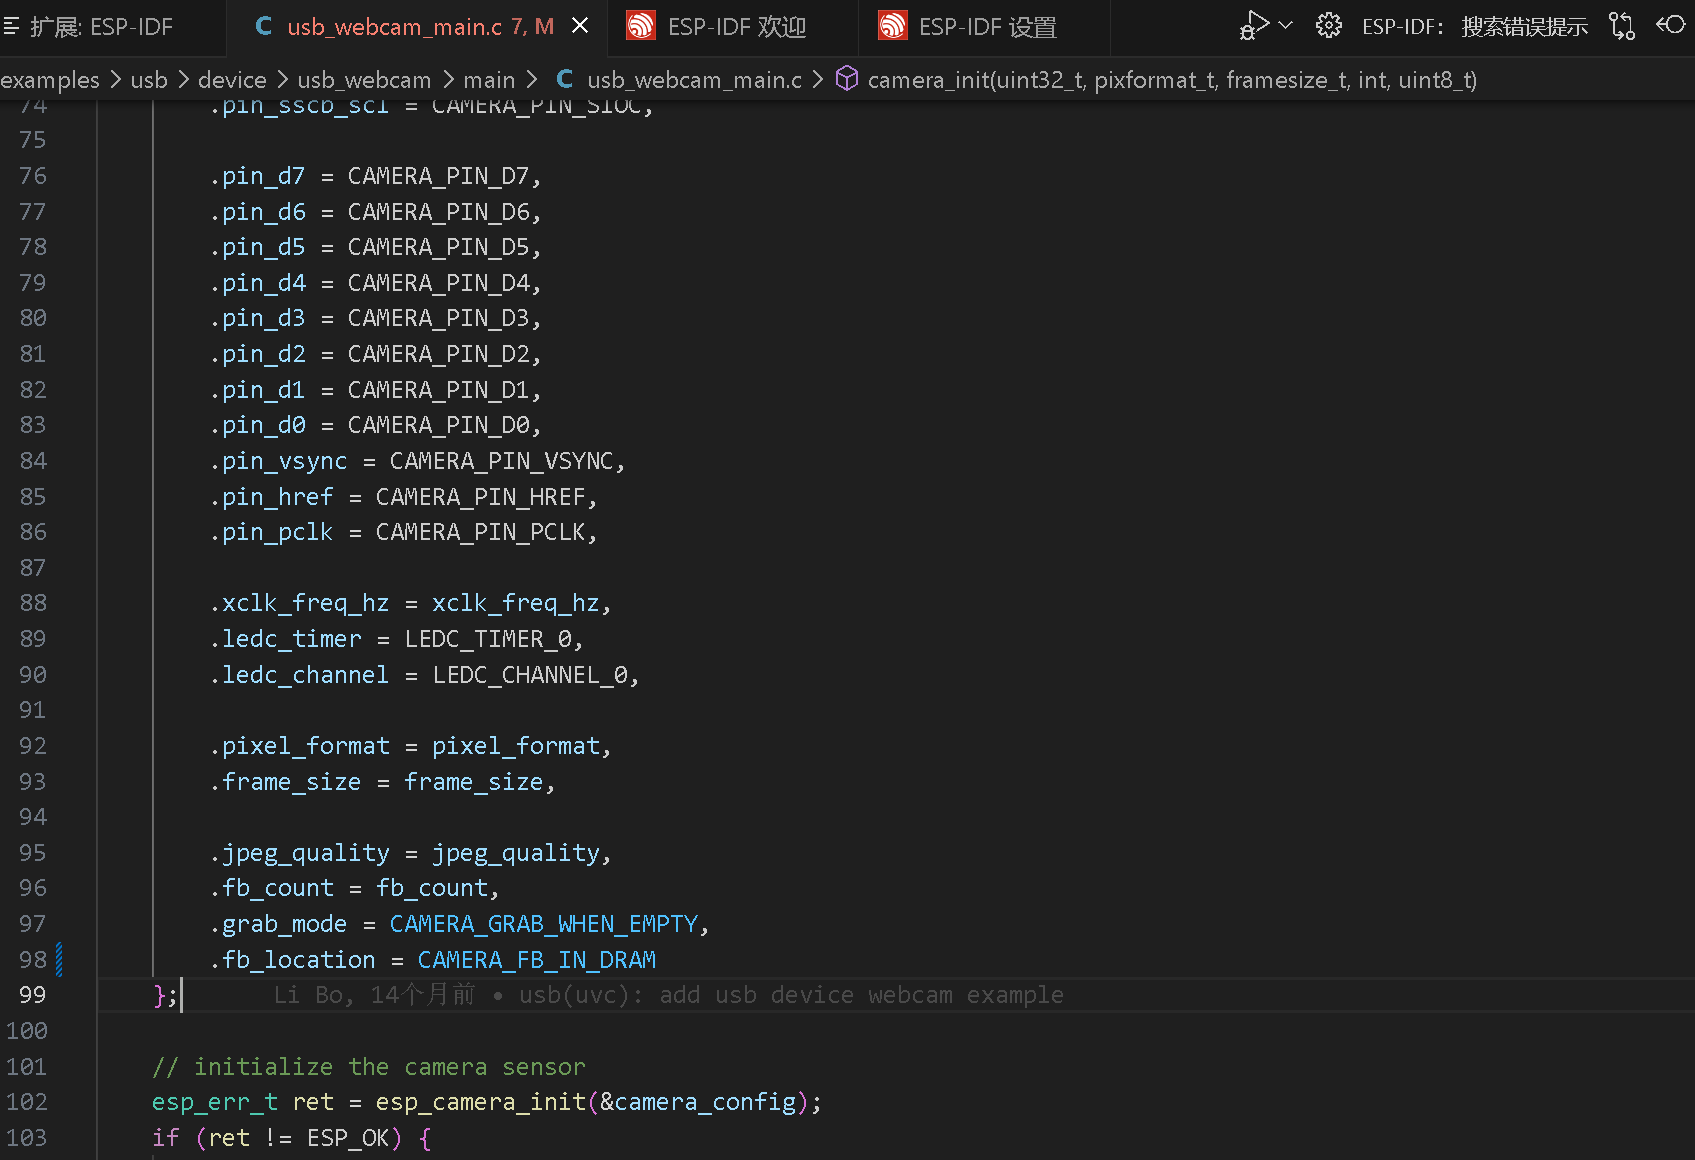 扩展: ESP-IDF
C usb_webcam_main.c 7, M
ESP-IDF 欢迎
ESP-IDF 设置
ESP-IDF: 搜索错误提示
examples > usb > device > usb_webcam > main > C usb_webcam_main.c > camera_init(uint32_t, pixformat_t, framesize_t, int, uint8_t)
74 .pin_sscb_scl = CAMERA_PIN_SIOC,
75
76 .pin_d7 = CAMERA_PIN_D7,
77 .pin_d6 = CAMERA_PIN_D6,
78 .pin_d5 = CAMERA_PIN_D5,
79 .pin_d4 = CAMERA_PIN_D4,
80 .pin_d3 = CAMERA_PIN_D3,
81 .pin_d2 = CAMERA_PIN_D2,
82 .pin_d1 = CAMERA_PIN_D1,
83 .pin_d0 = CAMERA_PIN_D0,
84 .pin_vsync = CAMERA_PIN_VSYNC,
85 .pin_href = CAMERA_PIN_HREF,
86 .pin_pclk = CAMERA_PIN_PCLK,
87
88 .xclk_freq_hz = xclk_freq_hz,
89 .ledc_timer = LEDC_TIMER_0,
90 .ledc_channel = LEDC_CHANNEL_0,
91
92 .pixel_format = pixel_format,
93 .frame_size = frame_size,
94
95 .jpeg_quality = jpeg_quality,
96 .fb_count = fb_count,
97 .grab_mode = CAMERA_GRAB_WHEN_EMPTY,
98 .fb_location = CAMERA_FB_IN_DRAM
99 }; Li Bo, 14个月前 • usb(uvc): add usb device webcam example
100
101 // initialize the camera sensor
102 esp_err_t ret = esp_camera_init(&camera_config);
103 if (ret != ESP_OK) {